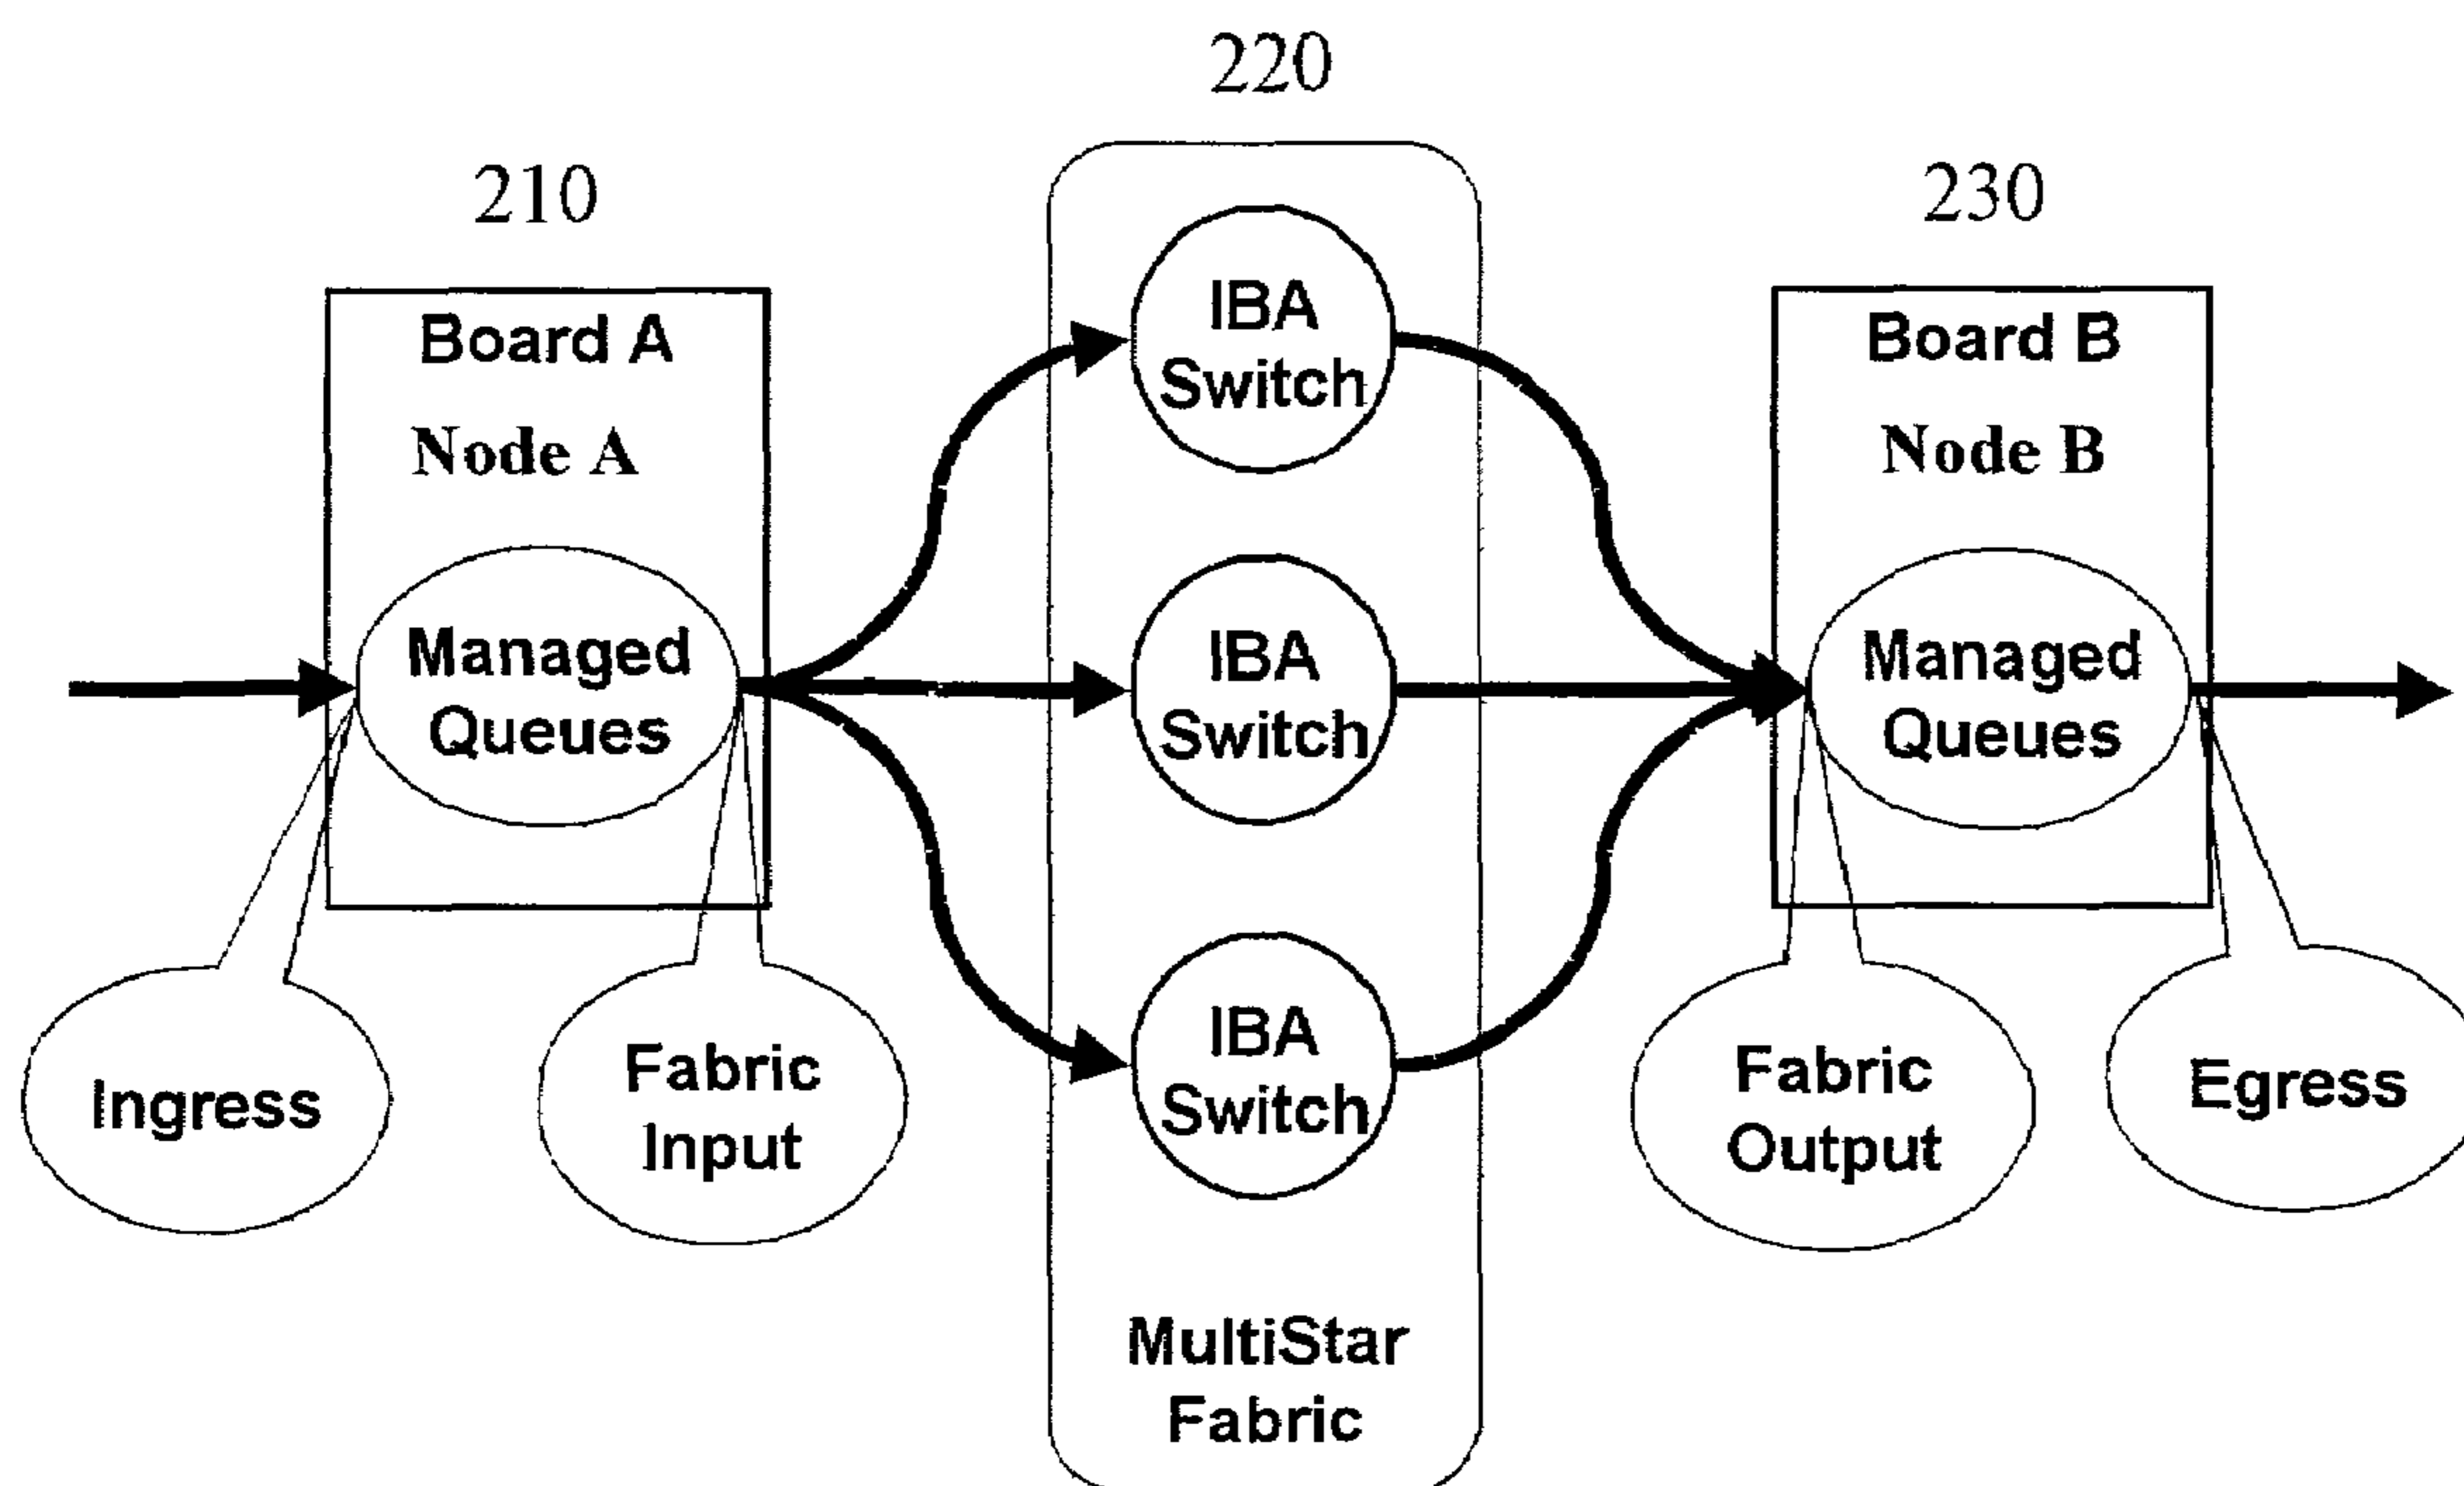 220
210
230
Board A
Node A
Managed
Queues
IBA
Switch
IBA
Switch
IBA
Switch
MultiStar
Fabric
Board B
Node B
Managed
Queues
Ingress
Fabric
Input
Fabric
Output
Egress